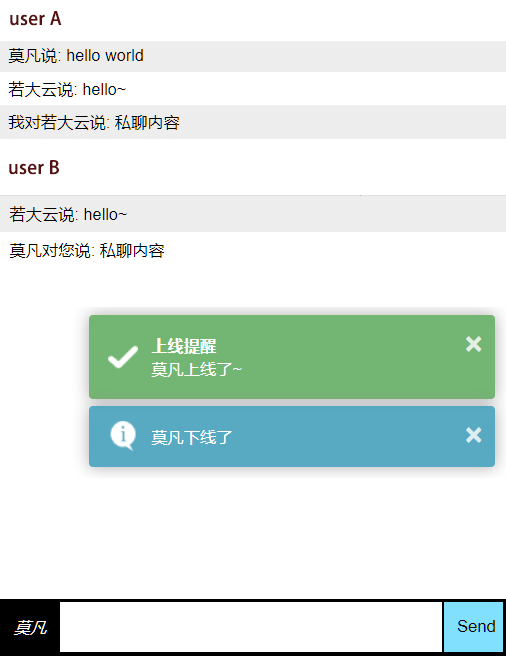 user A
莫凡说: hello world
若大云说: hello~
我对若大云说: 私聊内容
user B
若大云说: hello~
莫凡对您说: 私聊内容
上线提醒
莫凡上线了~
莫凡下线了
莫凡
Send